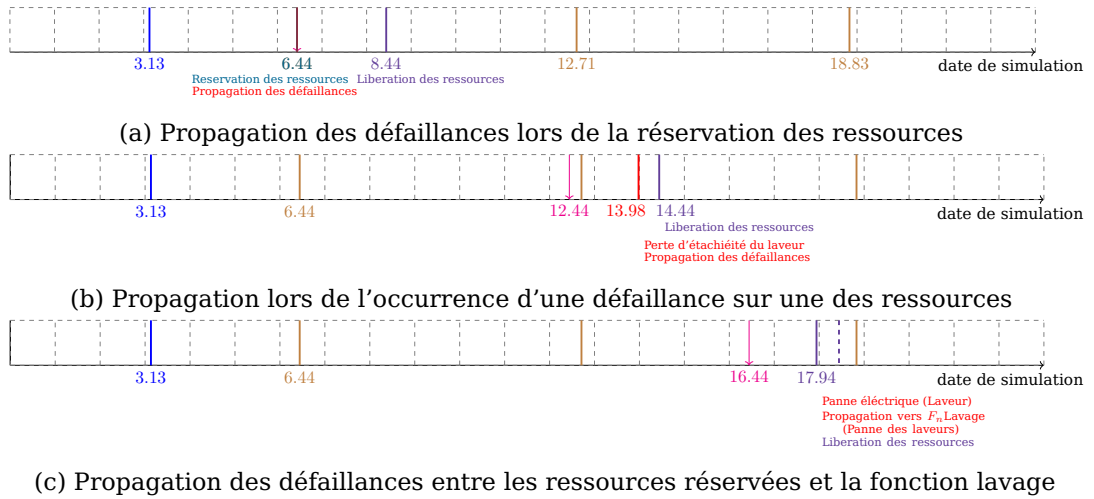 3.13 6.44 8.44 12.71 18.83
date de simulation
Reservation des ressources Liberation des ressources
Propagation des défaillances
(a) Propagation des défaillances lors de la réservation des ressources
3.13 6.44 12.44 13.98 14.44
date de simulation
Liberation des ressources
Perte d'étachiéité du laveur
Propagation des défaillances
(b) Propagation lors de l'occurrence d'une défaillance sur une des ressources
3.13 6.44 16.44 17.94
date de simulation
Panne éléctrique (Laveur)
Propagation vers FnLavage
(Panne des laveurs)
Liberation des ressources
(c) Propagation des défaillances entre les ressources réservées et la fonction lavage